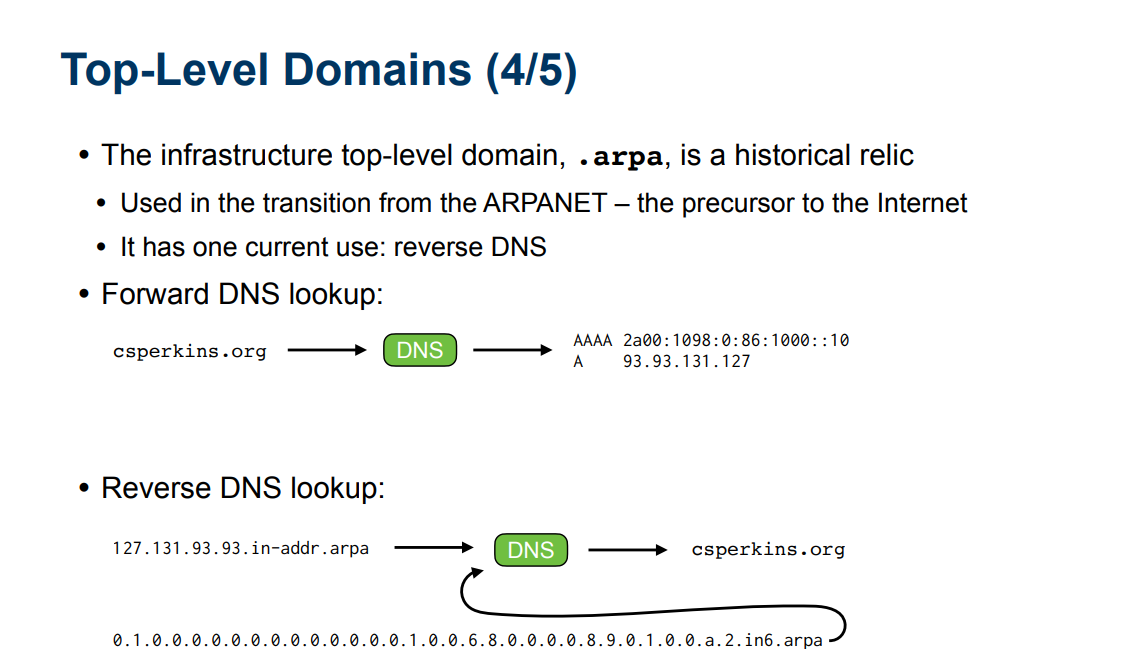 Top-Level Domains (4/5)
• The infrastructure top-level domain, .arpa, is a historical relic
• Used in the transition from the ARPANET – the precursor to the Internet
• It has one current use: reverse DNS
• Forward DNS lookup:
csperkins.org DNS AAAA 2a00:1098:0:86:1000::10
A 93.93.131.127
• Reverse DNS lookup:
127.131.93.93.in-addr.arpa DNS csperkins.org
0.1.0.0.0.0.0.0.0.0.0.0.0.0.0.1.0.0.6.8.0.0.0.0.8.9.0.1.0.0.a.2.in6.arpa